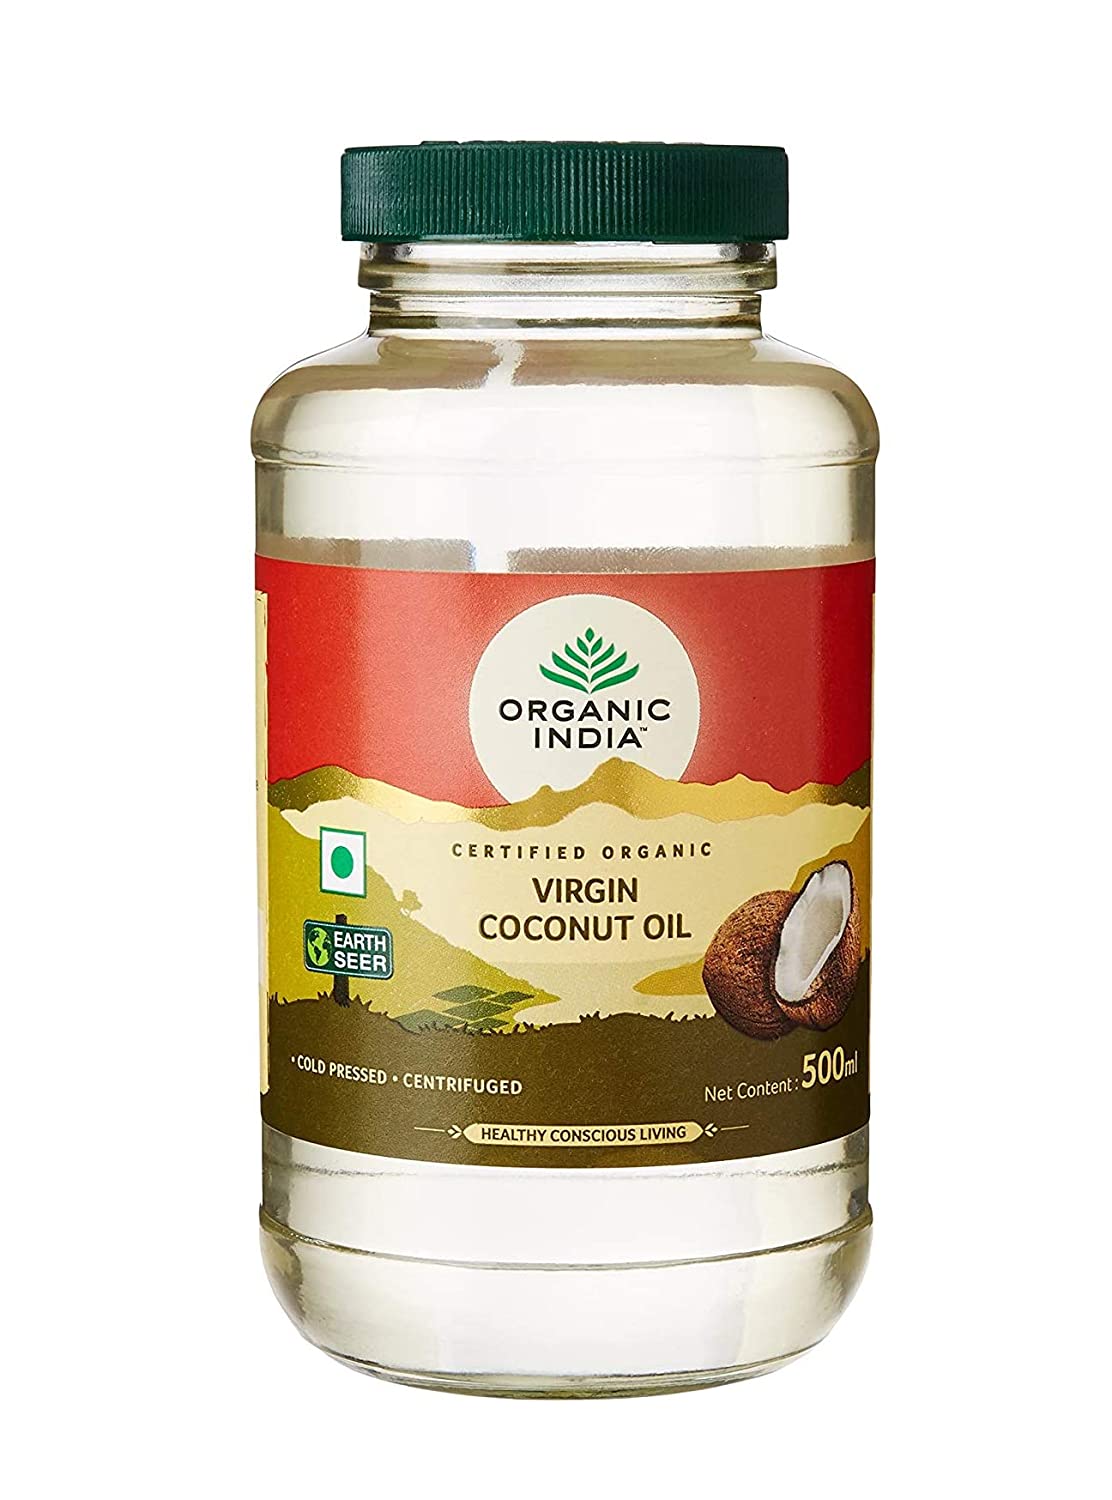 ORGANIC
INDIA™
CERTIFIED ORGANIC
VIRGIN
COCONUT OIL
EARTH
SEER
• COLD PRESSED • CENTRIFUGED
Net Content : 500ml
HEALTHY CONSCIOUS LIVING